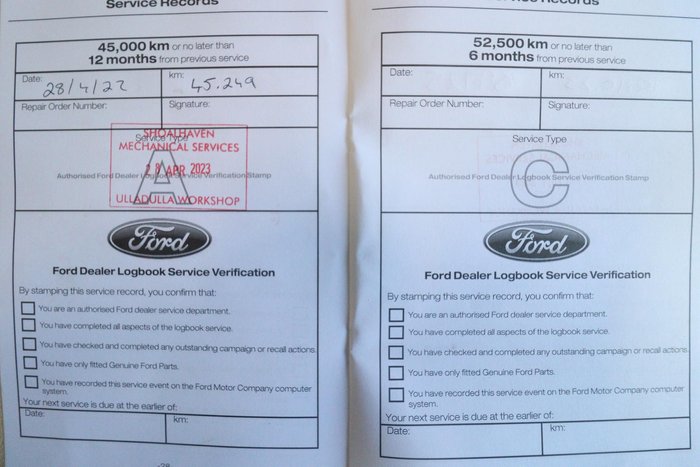 Service Records
45,000 km or no later than
12 months from previous service
Date:
km:
28/4/22
45.249
Repair Order Number:
Signature:
Service Type
SHOALHAVEN
MECHANICAL SERVICES
A
28 APR 2023
Authorised Ford Dealer Logbook Service Verification Stamp
ULLADULLA WORKSHOP
Ford
Ford Dealer Logbook Service Verification
By stamping this service record, you confirm that:
You are an authorised Ford dealer service department.
You have completed all aspects of the logbook service.
You have checked and completed any outstanding campaign or recall actions.
You have only fitted Genuine Ford Parts.
You have recorded this service event on the Ford Motor Company computer
system.
Your next service is due at the earlier of:
Date:
km:
Service Records
52,500 km or no later than
6 months from previous service
Date:
km:
Repair Order Number:
Signature:
Service Type
C
Authorised Ford Dealer Logbook Service Verification Stamp
Ford
Ford Dealer Logbook Service Verification
By stamping this service record, you confirm that:
You are an authorised Ford dealer service department.
You have completed all aspects of the logbook service.
You have checked and completed any outstanding campaign or recall actions.
You have only fitted Genuine Ford Parts.
You have recorded this service event on the Ford Motor Company computer
system.
Your next service is due at the earlier of:
Date:
km: